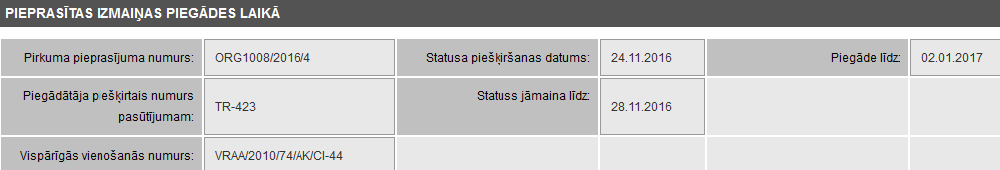 PIEPRASĪTAS IZMAIŅAS PIEGĀDES LAIKĀ
Pirkuma pieprasījuma numurs: ORG1008/2016/4 Statusa piešķiršanas datums: 24.11.2016 Piegāde līdz: 02.01.2017
Piegādātāja piešķirtais numurs
pasūtījumam: TR-423 Statuss jāmaina līdz: 28.11.2016
Vispārīgās vienošanās numurs: VRAA/2010/74/AK/CI-44